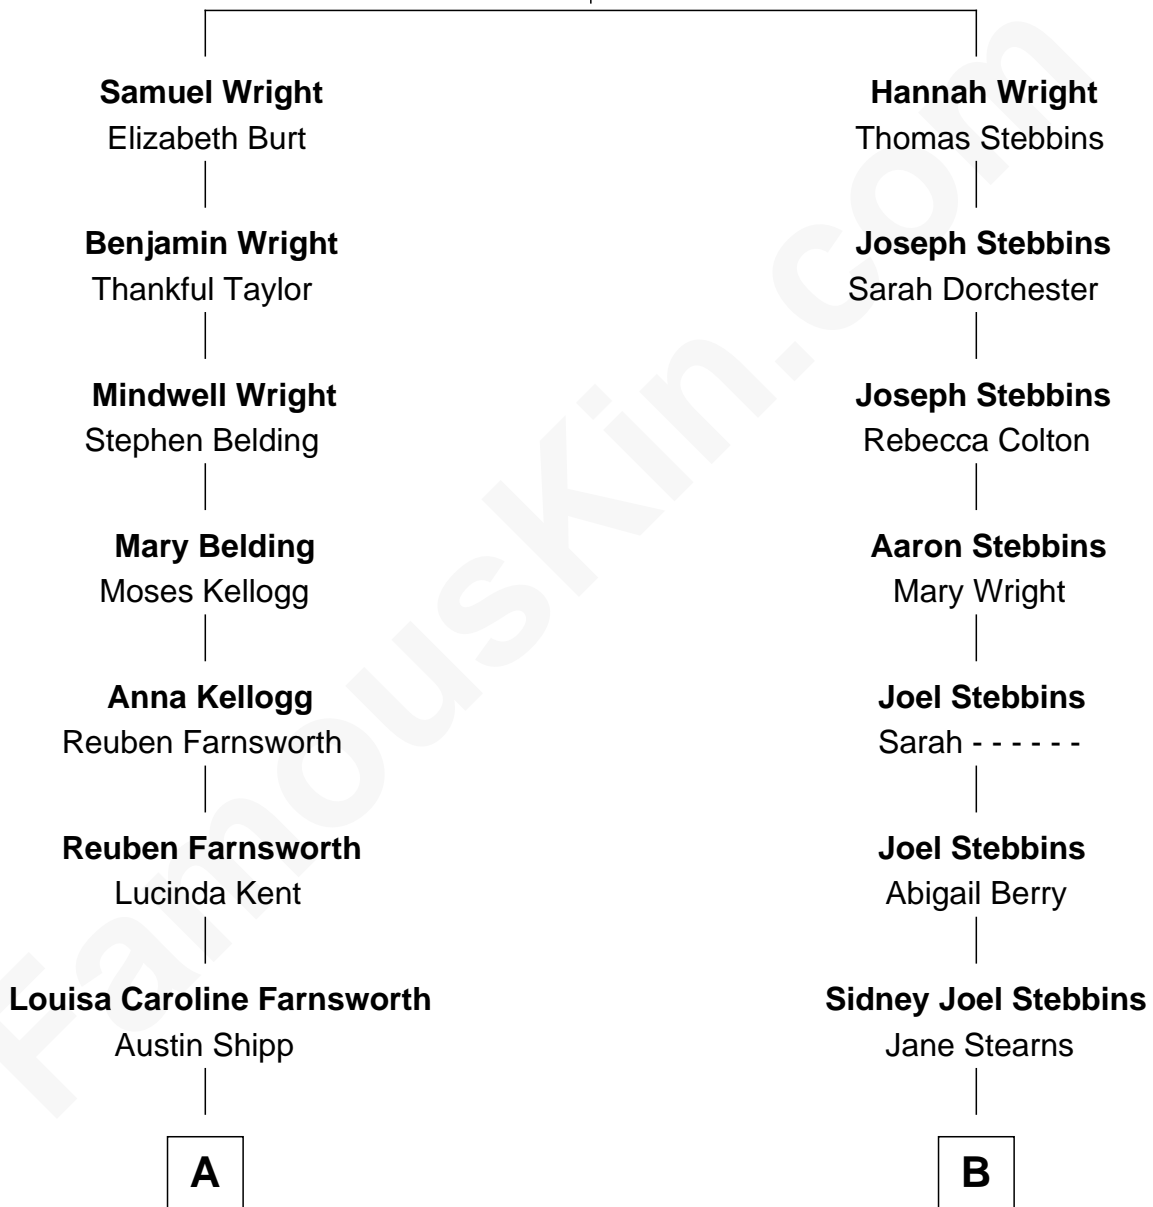 Samuel Wright
Elizabeth Burt
Hannah Wright
Thomas Stebbins
Benjamin Wright
Thankful Taylor
Joseph Stebbins
Sarah Dorchester
Mindwell Wright
Stephen Belding
Joseph Stebbins
Rebecca Colton
Mary Belding
Moses Kellogg
Aaron Stebbins
Mary Wright
Anna Kellogg
Reuben Farnsworth
Joel Stebbins
Sarah - - - - - -
Reuben Farnsworth
Lucinda Kent
Joel Stebbins
Abigail Berry
Louisa Caroline Farnsworth
Austin Shipp
Sidney Joel Stebbins
Jane Stearns
A
B
FamousKin.com